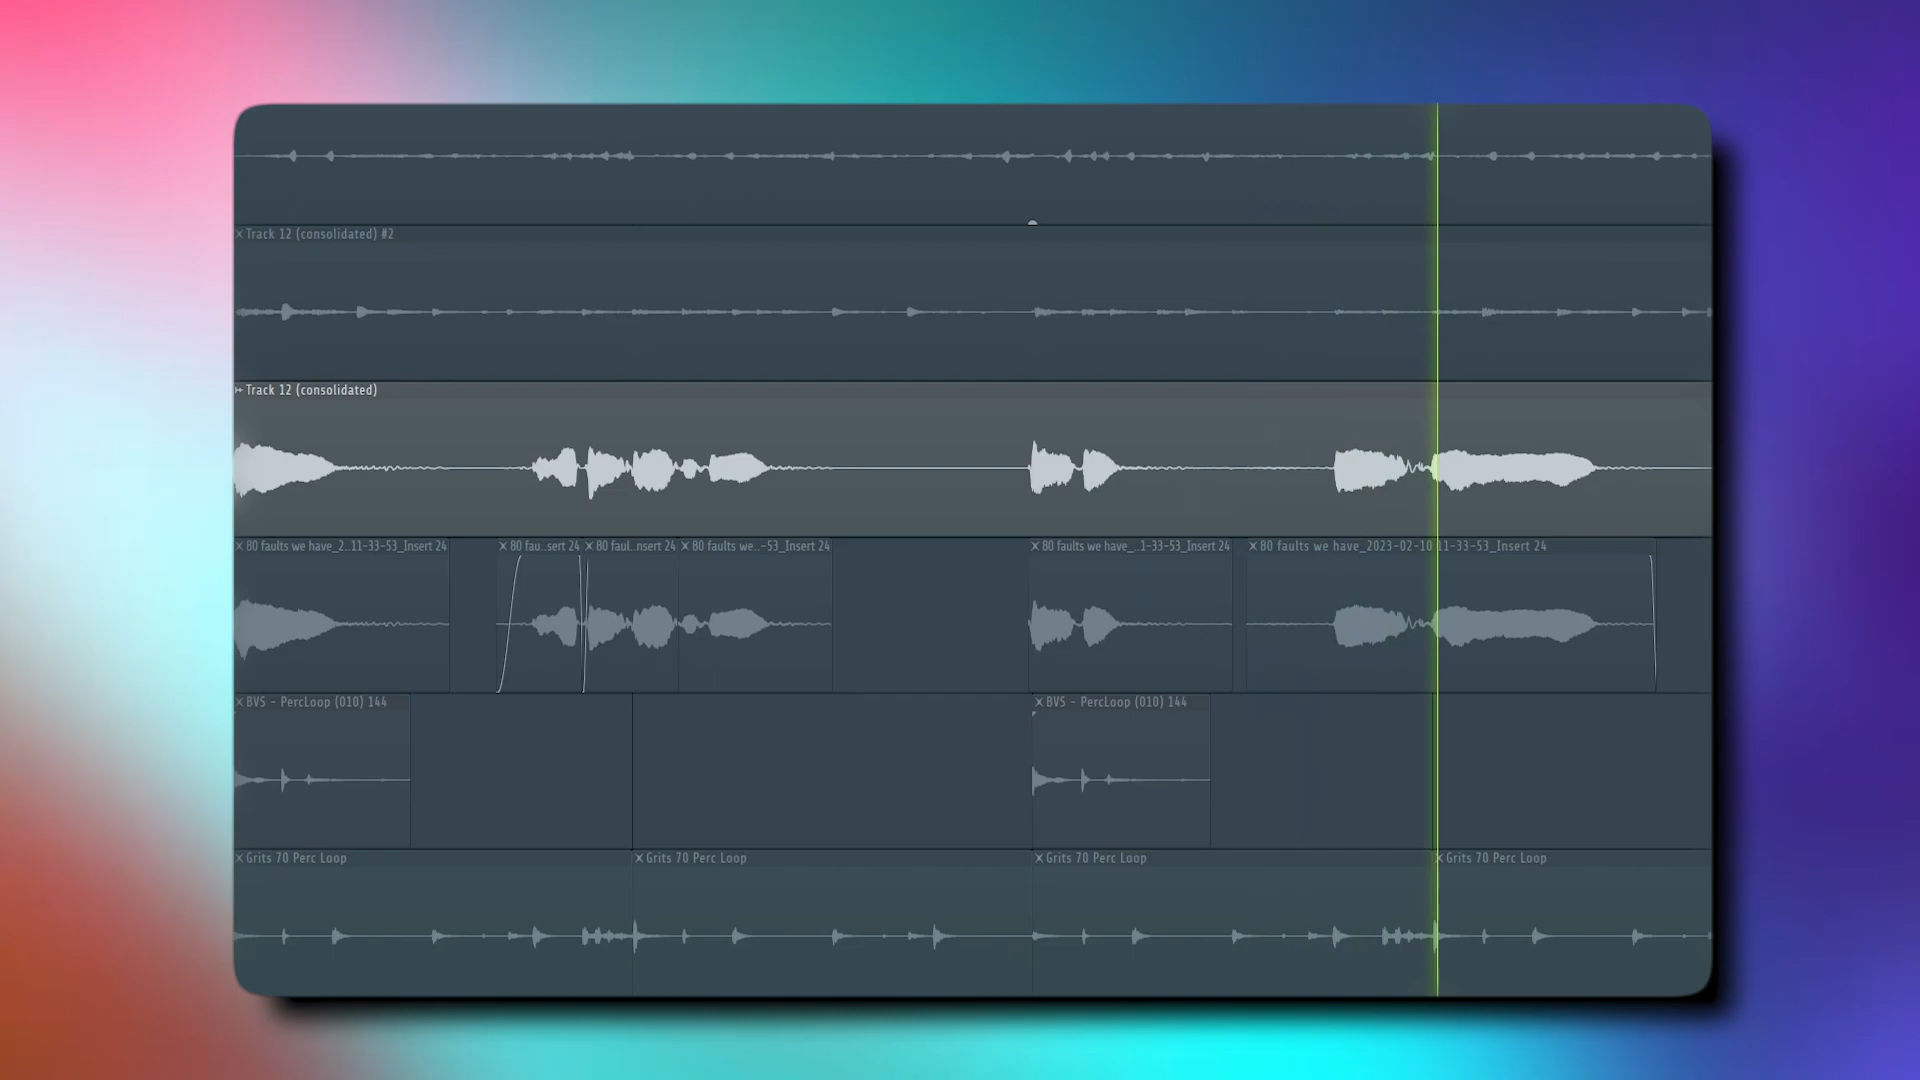 Track 12 (consolidated) #2
Track 12 (consolidated)
80 faults we have_2..11-33-53_Insert 24
80 fau..sert 24
80 faul..nsert 24
80 faults we..-53_Insert 24
80 faults we have_..1-33-53_Insert 24
80 faults we have_2023-02-10 11-33-53_Insert 24
BVS - PercLoop (010) 144
BVS - PercLoop (010) 144
Grits 70 Perc Loop
Grits 70 Perc Loop
Grits 70 Perc Loop
Grits 70 Perc Loop